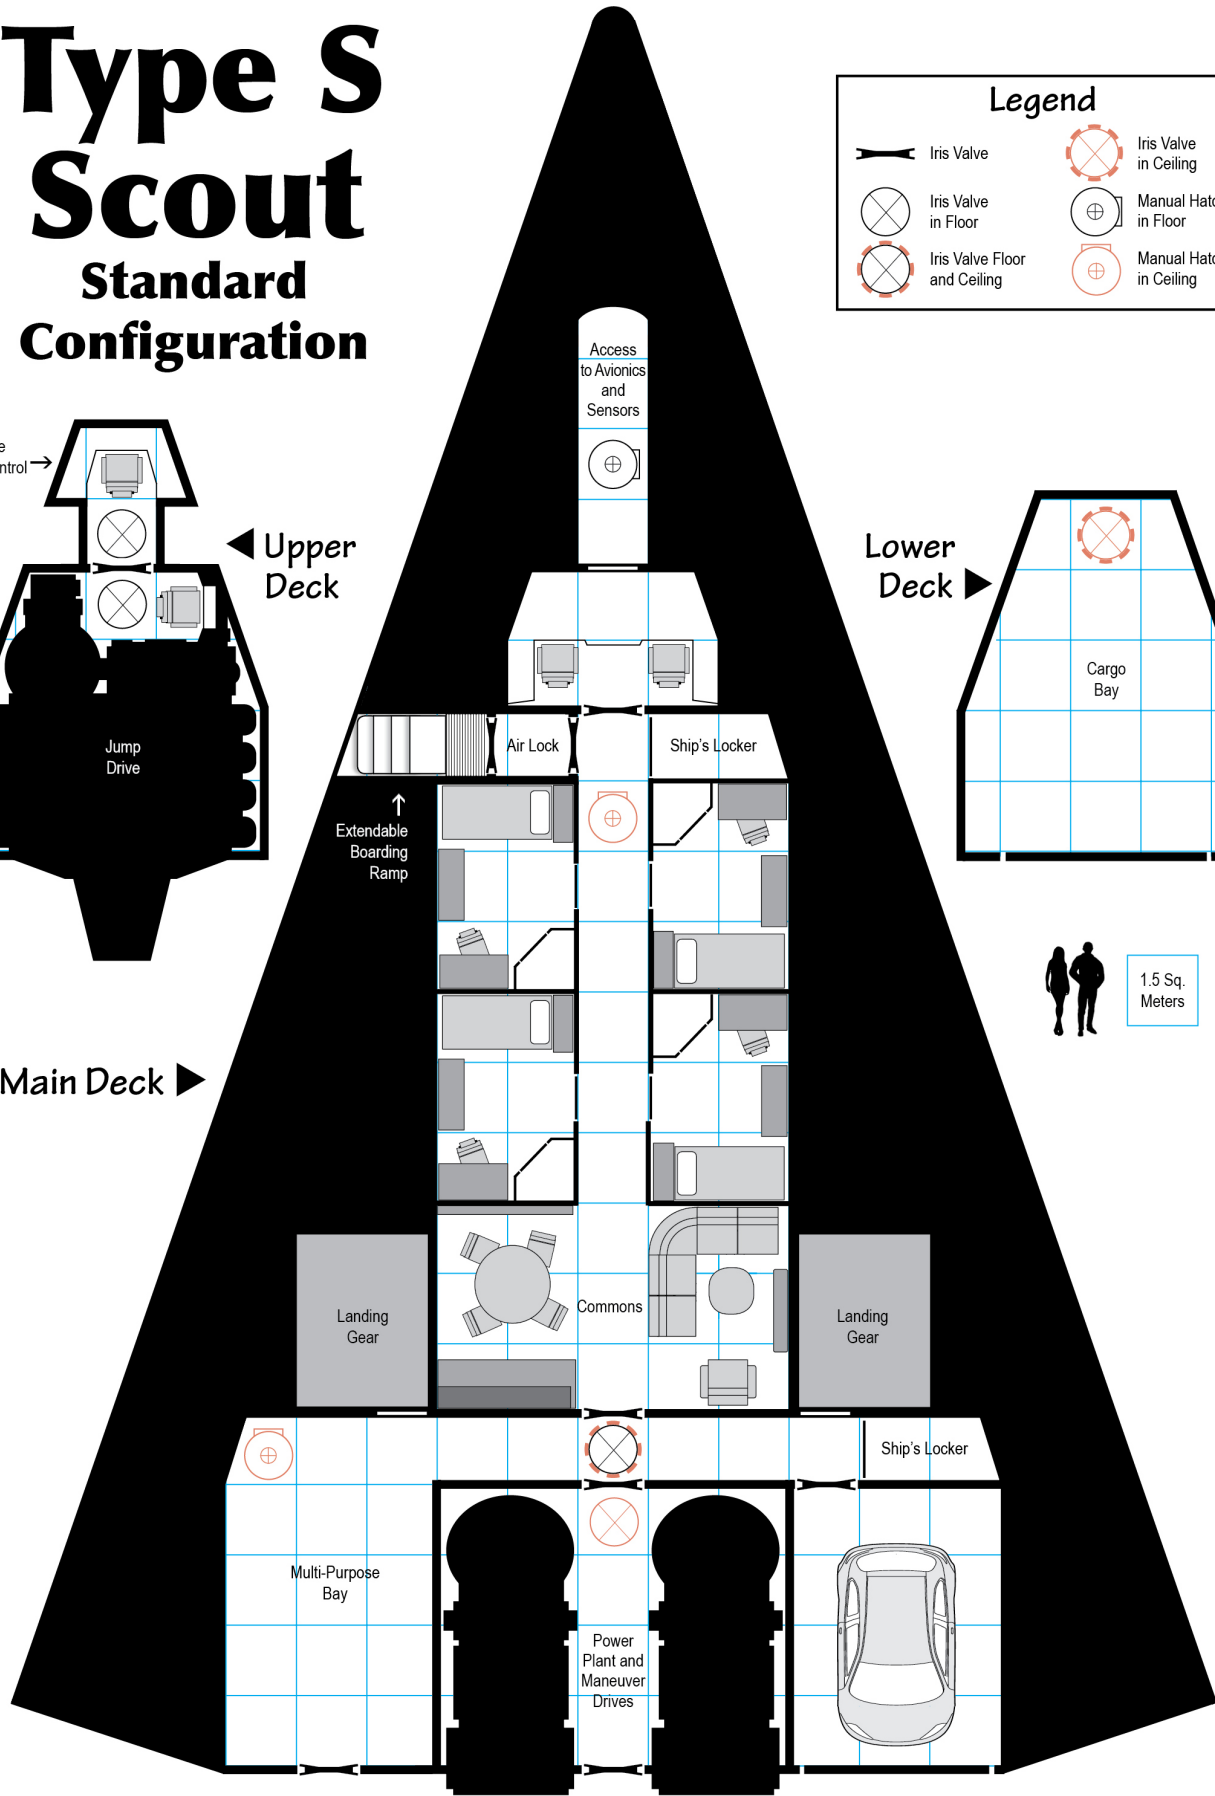 Type S
Scout
Standard
Configuration
Legend
Iris Valve
Iris Valve
in Ceiling
Iris Valve
in Floor
Manual
in Floor
Iris Valve Floor
and Ceiling
Manual
in Ceiling
Access
to Avionics
and
Sensors
Upper
Deck
Lower
Deck
Jump
Drive
Cargo
Bay
Air Lock
Ship's Locker
Extendable
Boarding
Ramp
1.5 Sq.
Meters
Main Deck
Commons
Landing
Gear
Landing
Gear
Ship's Locker
Multi-Purpose
Bay
Power
Plant and
Maneuver
Drives